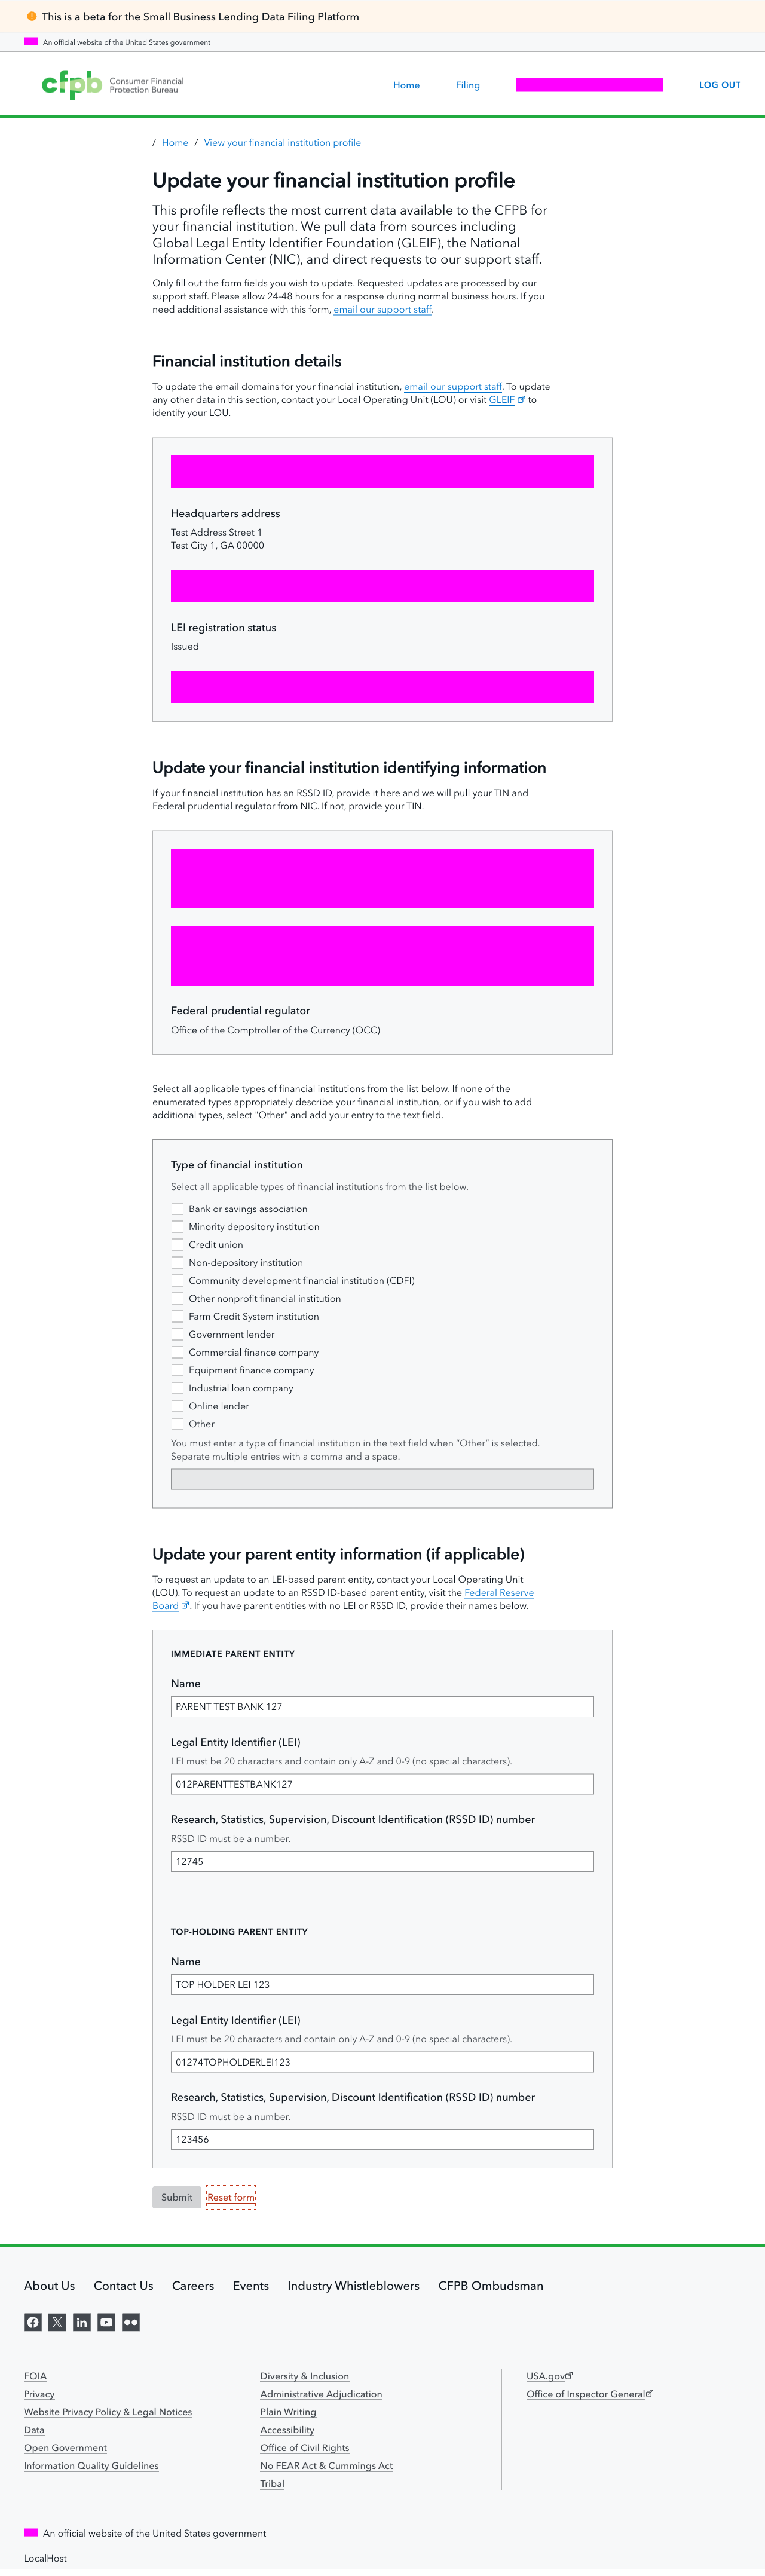 This is a beta for the Small Business Lending Data Filing Platform
An official website of the United States government
cfpb Consumer Financial
Protection Bureau
Home Filing LOG OUT
/ Home / View your financial institution profile
Update your financial institution profile
This profile reflects the most current data available to the CFPB for
your financial institution. We pull data from sources including
Global Legal Entity Identifier Foundation (GLEIF), the National
Information Center (NIC), and direct requests to our support staff.
Only fill out the form fields you wish to update. Requested updates are processed by our
support staff. Please allow 24-48 hours for a response during normal business hours. If you
need additional assistance with this form, email our support staff.
Financial institution details
To update the email domains for your financial institution, email our support staff. To update
any other data in this section, contact your Local Operating Unit (LOU) or visit GLEIF to
identify your LOU.
Headquarters address
Test Address Street 1
Test City 1, GA 00000
LEI registration status
Issued
Update your financial institution identifying information
If your financial institution has an RSSD ID, provide it here and we will pull your TIN and
Federal prudential regulator from NIC. If not, provide your TIN.
Federal prudential regulator
Office of the Comptroller of the Currency (OCC)
Select all applicable types of financial institutions from the list below. If none of the
enumerated types appropriately describe your financial institution, or if you wish to add
additional types, select "Other" and add your entry to the text field.
Type of financial institution
Select all applicable types of financial institutions from the list below.
Bank or savings association
Minority depository institution
Credit union
Non-depository institution
Community development financial institution (CDFI)
Other nonprofit financial institution
Farm Credit System institution
Government lender
Commercial finance company
Equipment finance company
Industrial loan company
Online lender
Other
You must enter a type of financial institution in the text field when "Other" is selected.
Separate multiple entries with a comma and a space.
Update your parent entity information (if applicable)
To request an update to an LEI-based parent entity, contact your Local Operating Unit
(LOU). To request an update to an RSSD ID-based parent entity, visit the Federal Reserve
Board. If you have parent entities with no LEI or RSSD ID, provide their names below.
IMMEDIATE PARENT ENTITY
Name
PARENT TEST BANK 127
Legal Entity Identifier (LEI)
LEI must be 20 characters and contain only A-Z and 0-9 (no special characters).
012PARENTTESTBANK127
Research, Statistics, Supervision, Discount Identification (RSSD ID) number
RSSD ID must be a number.
12745
TOP-HOLDING PARENT ENTITY
Name
TOP HOLDER LEI 123
Legal Entity Identifier (LEI)
LEI must be 20 characters and contain only A-Z and 0-9 (no special characters).
01274TOPHOLDERLEI123
Research, Statistics, Supervision, Discount Identification (RSSD ID) number
RSSD ID must be a number.
123456
Submit Reset form
About Us Contact Us Careers Events Industry Whistleblowers CFPB Ombudsman
FOIA
Privacy
Website Privacy Policy & Legal Notices
Data
Open Government
Information Quality Guidelines
Diversity & Inclusion
Administrative Adjudication
Plain Writing
Accessibility
Office of Civil Rights
No FEAR Act & Cummings Act
Tribal
USA.gov
Office of Inspector General
An official website of the United States government
LocalHost